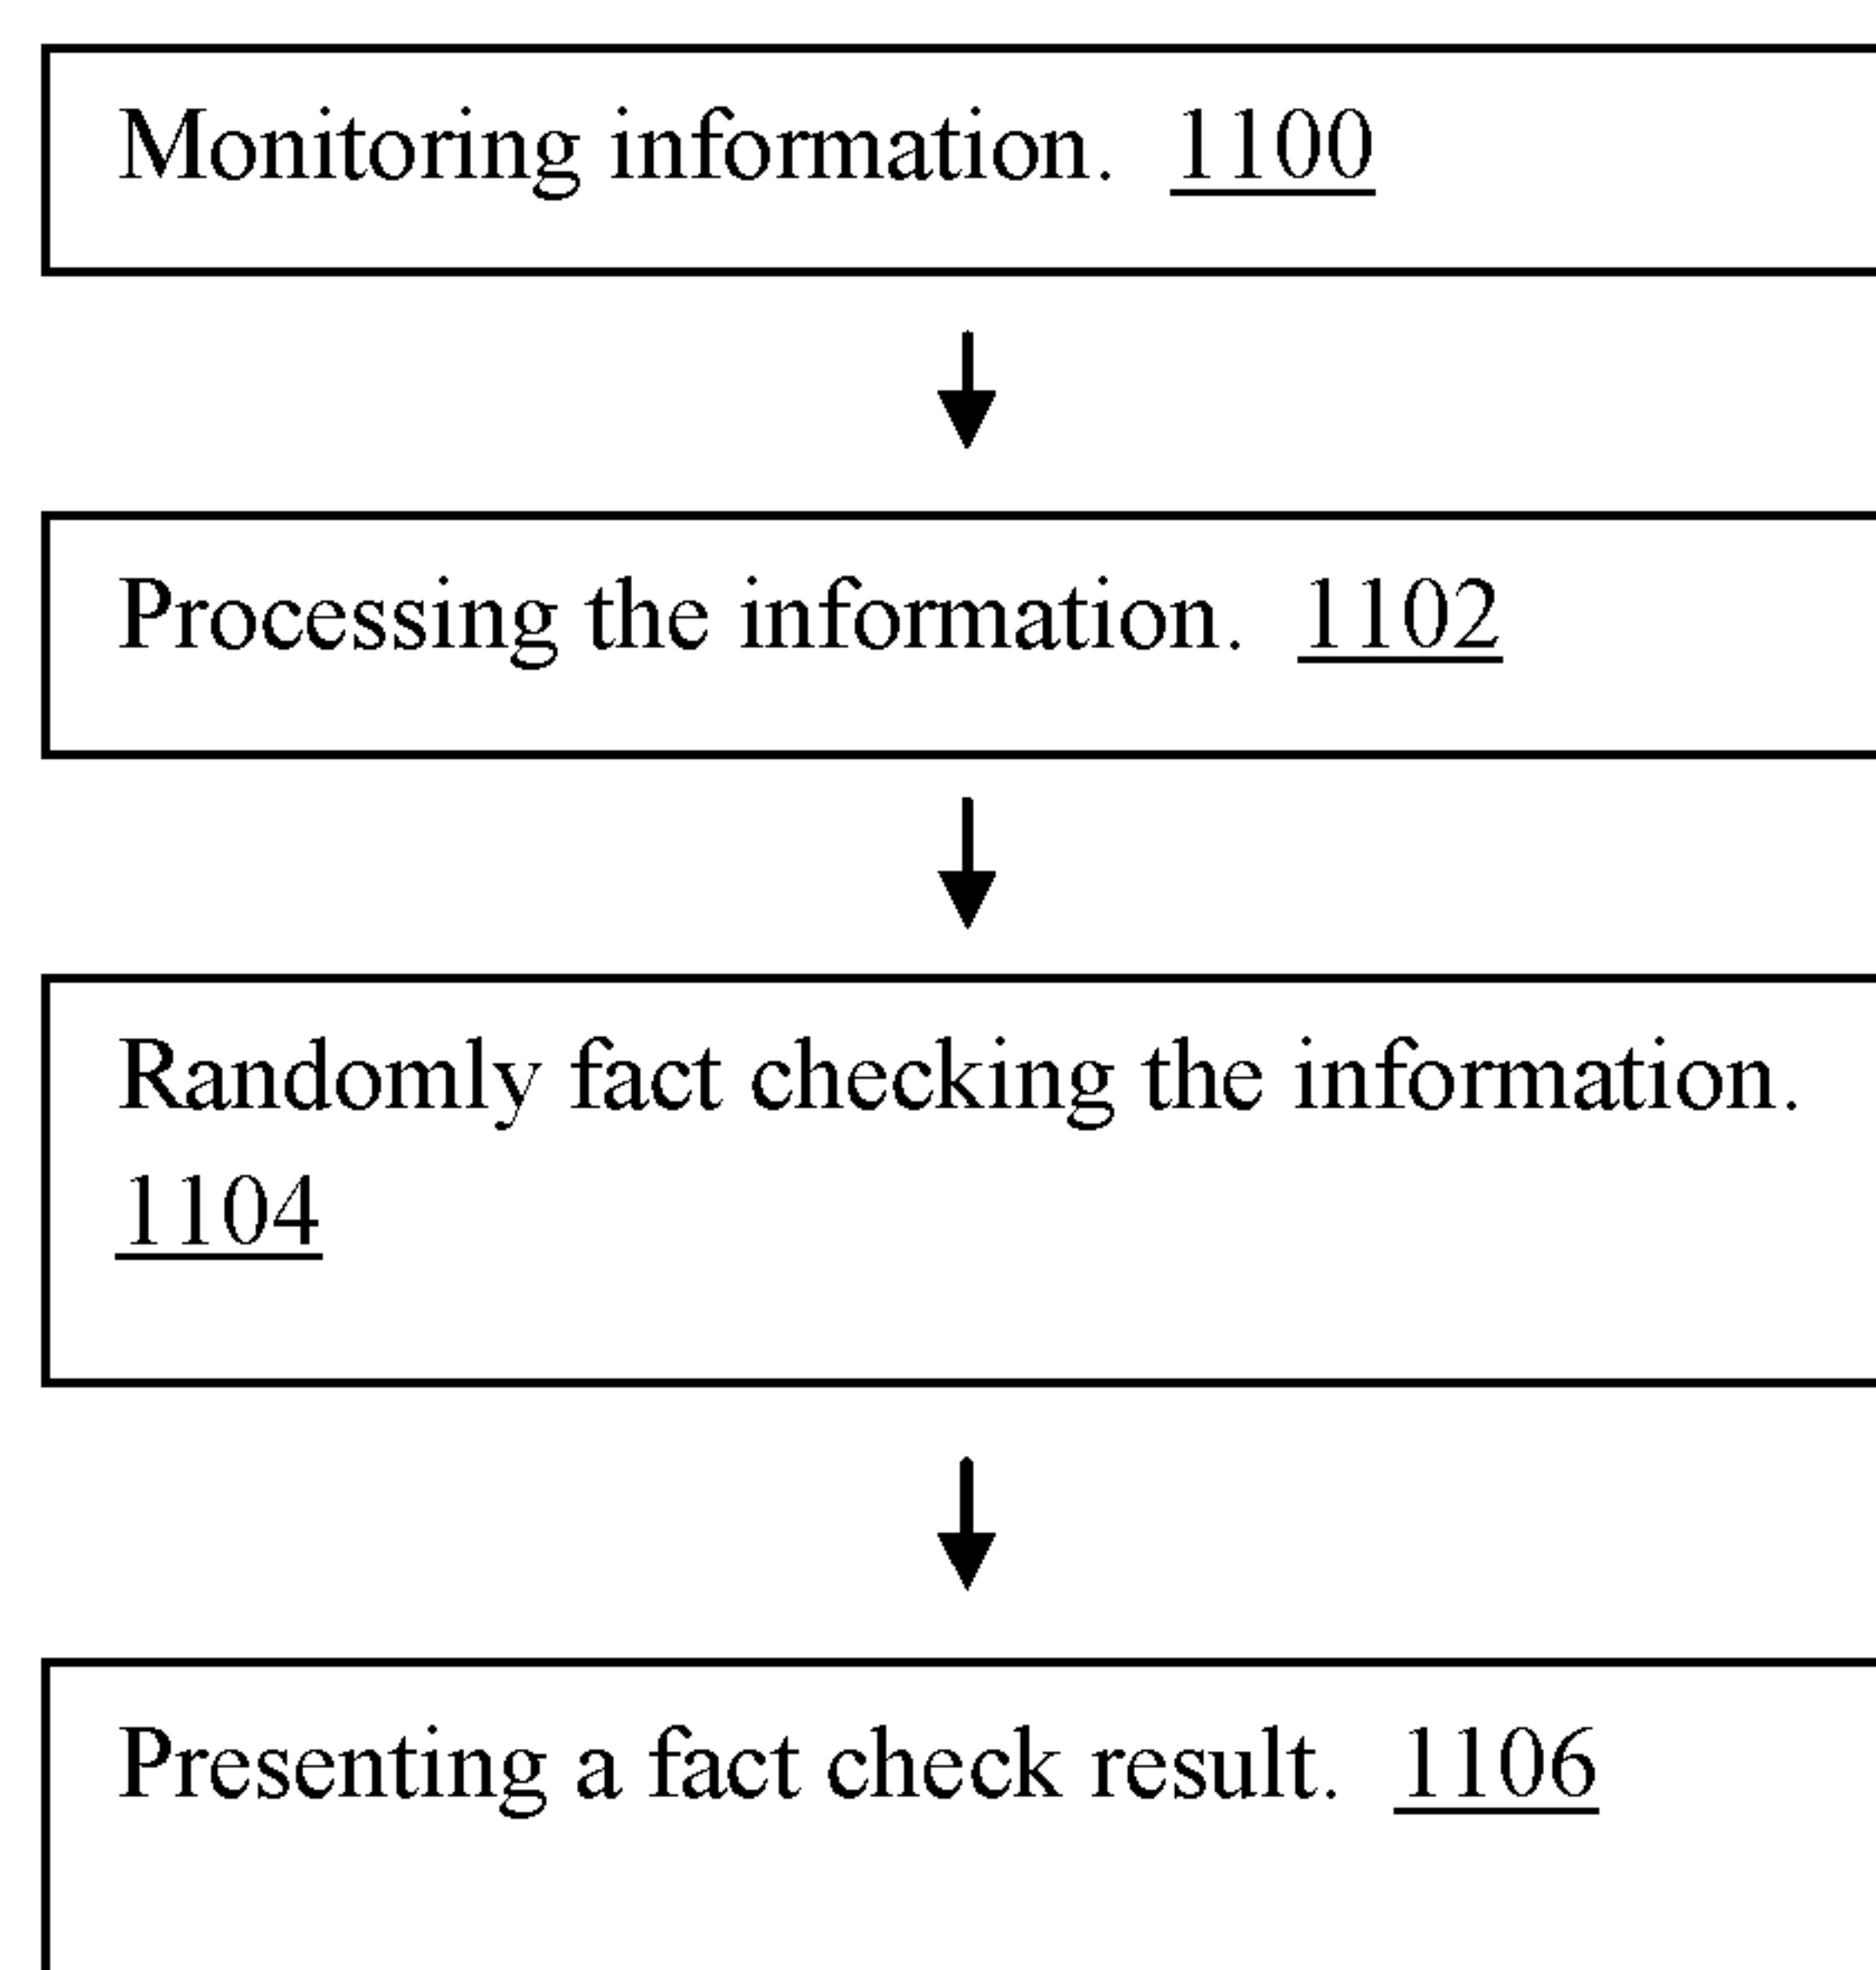 Monitoring information. 1100
Processing the information. 1102
Randomly fact checking the information.
1104
Presenting a fact check result. 1106